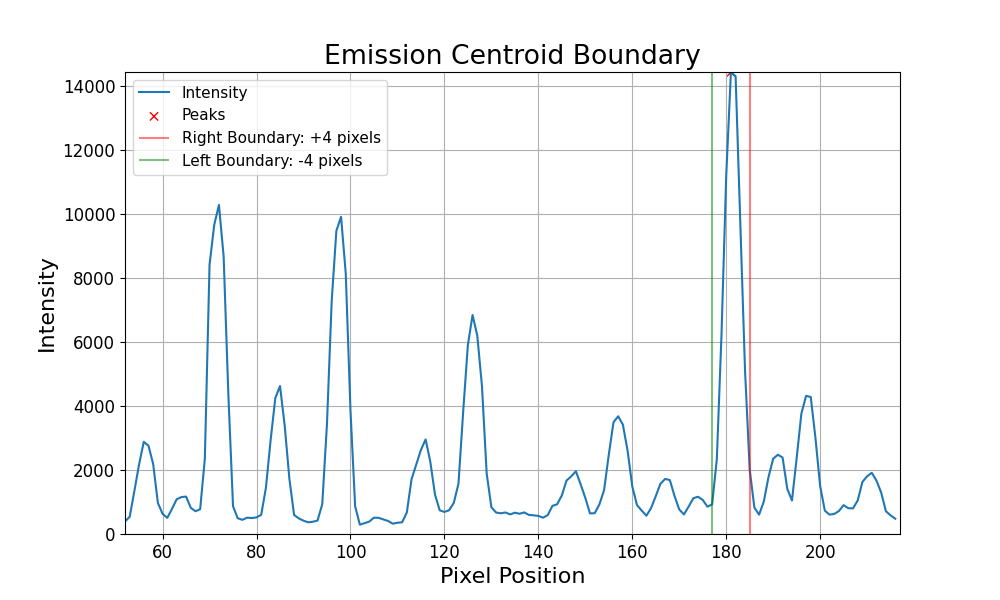 Emission Centroid Boundary
Intensity
Peaks
Right Boundary: +4 pixels
Left Boundary: -4 pixels
14000
12000
10000
8000
6000
4000
2000
0
Intensity
60 80 100 120 140 160 180 200
Pixel Position